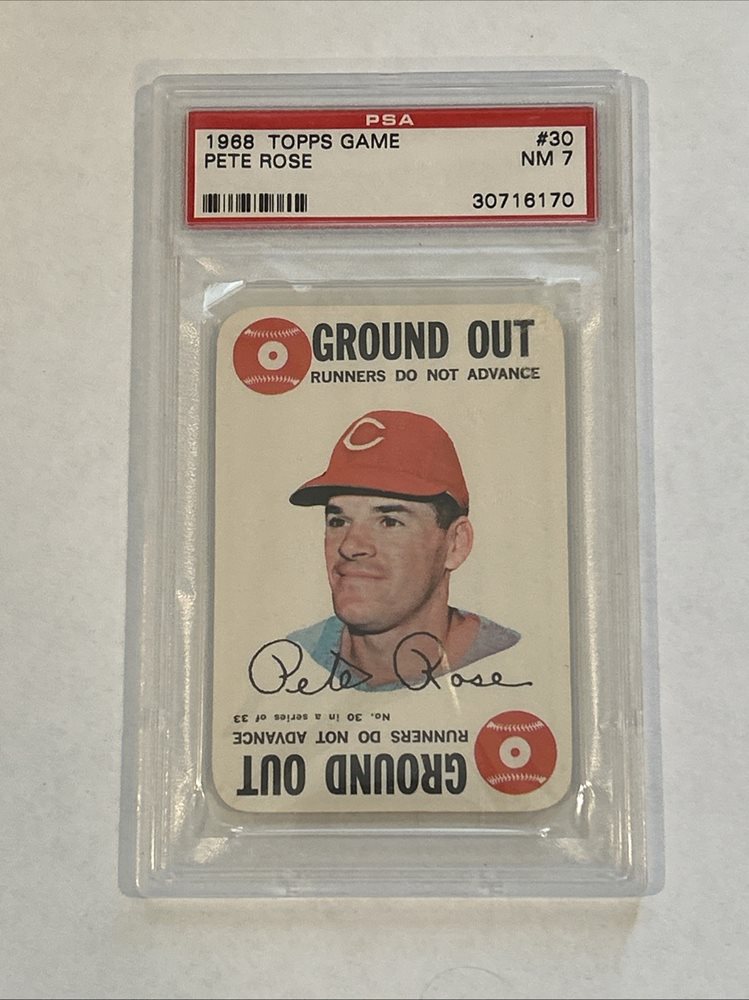 PSA
1968 TOPPS GAME #30
PETE ROSE NM 7
30716170
GROUND OUT
RUNNERS DO NOT ADVANCE
C
Pete Rose
No. 30 in a series of 33
RUNNERS DO NOT ADVANCE
GROUND OUT